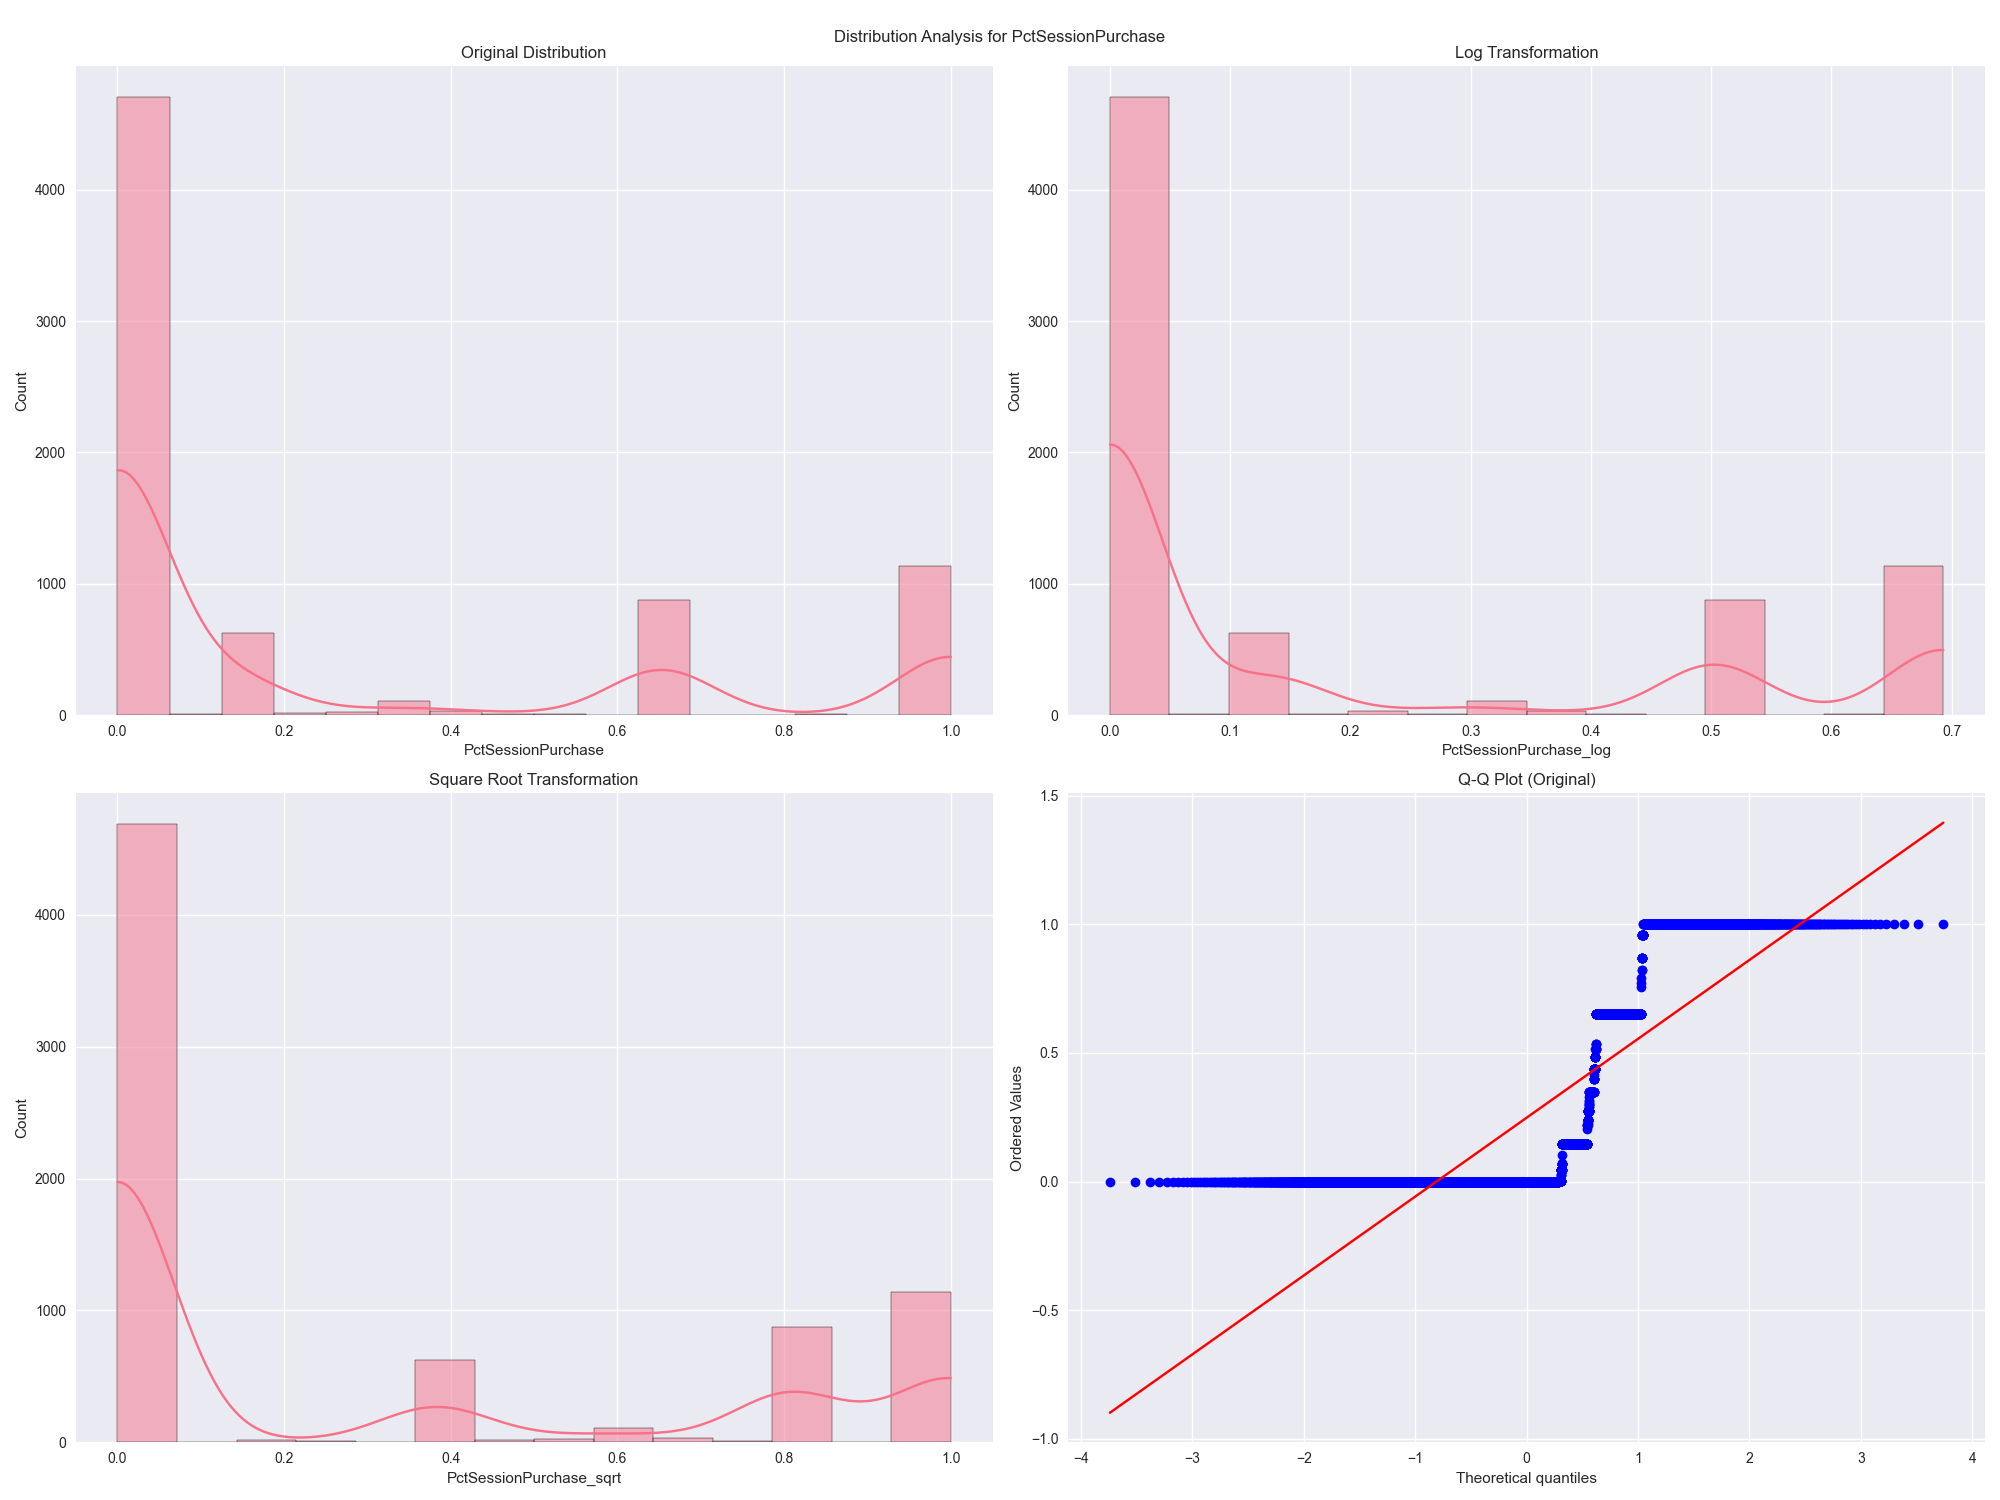 Distribution Analysis for PctSessionPurchase
Original Distribution
4000
3000
2000
1000
0
Count
0.0 0.2 0.4 0.6 0.8 1.0
PctSessionPurchase
Log Transformation
4000
3000
2000
1000
0
Count
0.0 0.1 0.2 0.3 0.4 0.5 0.6 0.7
PctSessionPurchase_log
Square Root Transformation
4000
3000
2000
1000
0
Count
0.0 0.2 0.4 0.6 0.8 1.0
PctSessionPurchase_sqrt
Q-Q Plot (Original)
1.5
1.0
0.5
0.0
−0.5
−1.0
Ordered Values
−4 −3 −2 −1 0 1 2 3 4
Theoretical quantiles